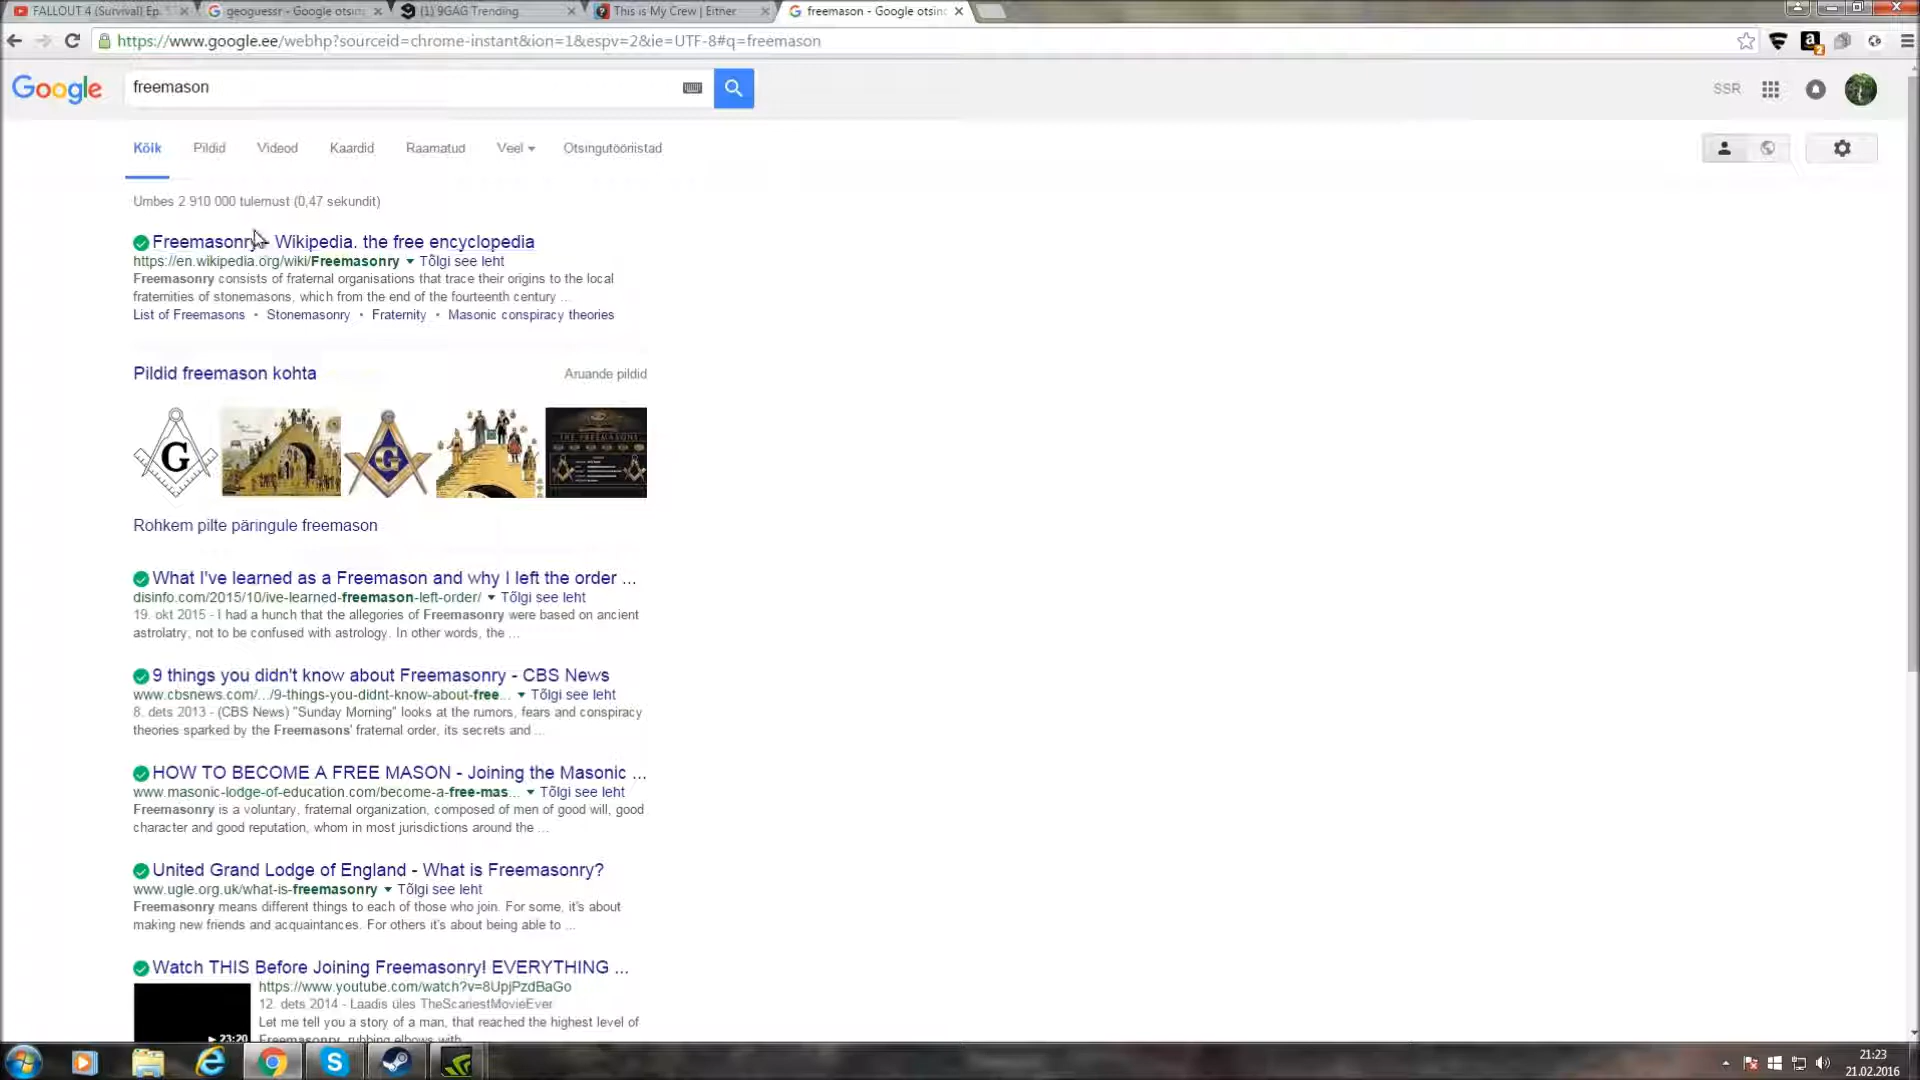 FALLOUT 4 (Survival) Ep.
geoguessr - Google otsin
(1) 9GAG Trending
This is My Crew | Either
freemason - Google otsin
https://www.google.ee/webhp?sourceid=chrome-instant&ion=1&espv=2&ie=UTF-8#q=freemason
Google
freemason
SSR
Kõik
Pildid
Videod
Kaardid
Raamatud
Veel
Otsingutööriistad
Umbes 2 910 000 tulemust (0,47 sekundit)
Freemasonry - Wikipedia, the free encyclopedia
https://en.wikipedia.org/wiki/Freemasonry Tõlgi see leht
Freemasonry consists of fraternal organisations that trace their origins to the local
fraternities of stonemasons, which from the end of the fourteenth century ...
List of Freemasons · Stonemasonry · Fraternity · Masonic conspiracy theories
Pildid freemason kohta
Aruande pildid
G
G
THE FREEMASONS
Rohkem pilte päringule freemason
What I've learned as a Freemason and why I left the order ...
disinfo.com/2015/10/ive-learned-freemason-left-order/ Tõlgi see leht
19. okt 2015 - I had a hunch that the allegories of Freemasonry were based on ancient
astrolatry, not to be confused with astrology. In other words, the ...
9 things you didn't know about Freemasonry - CBS News
www.cbsnews.com/.../9-things-you-didnt-know-about-free... Tõlgi see leht
8. dets 2013 - (CBS News) "Sunday Morning" looks at the rumors, fears and conspiracy
theories sparked by the Freemasons' fraternal order, its secrets and ...
HOW TO BECOME A FREE MASON - Joining the Masonic ...
www.masonic-lodge-of-education.com/become-a-free-mas... Tõlgi see leht
Freemasonry is a voluntary, fraternal organization, composed of men of good will, good
character and good reputation, whom in most jurisdictions around the ...
United Grand Lodge of England - What is Freemasonry?
www.ugle.org.uk/what-is-freemasonry Tõlgi see leht
Freemasonry means different things to each of those who join. For some, it's about
making new friends and acquaintances. For others it's about being able to ...
Watch THIS Before Joining Freemasonry! EVERYTHING ...
https://www.youtube.com/watch?v=8UpjPzdBaGo
12. dets 2014 - Laadis üles TheScariestMovieEver
Let me tell you a story of a man, that reached the highest level of
Freemasonry, rubbing elbows with
23:20
21:23
21.02.2016